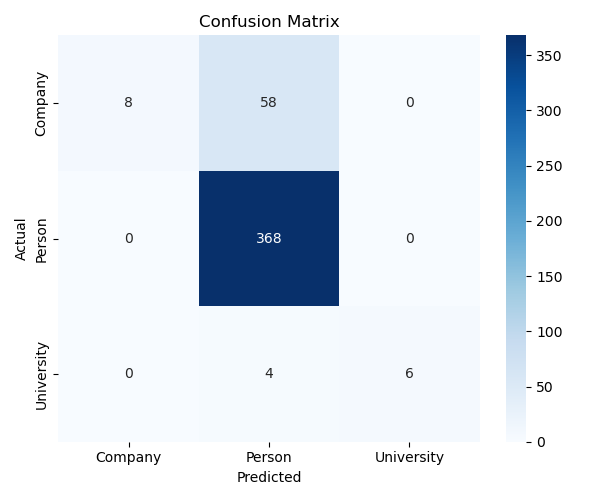 Confusion Matrix
Company
8
58
0
350
300
250
Actual
Person
0
368
0
200
150
100
University
0
4
6
50
0
Company
Person
University
Predicted